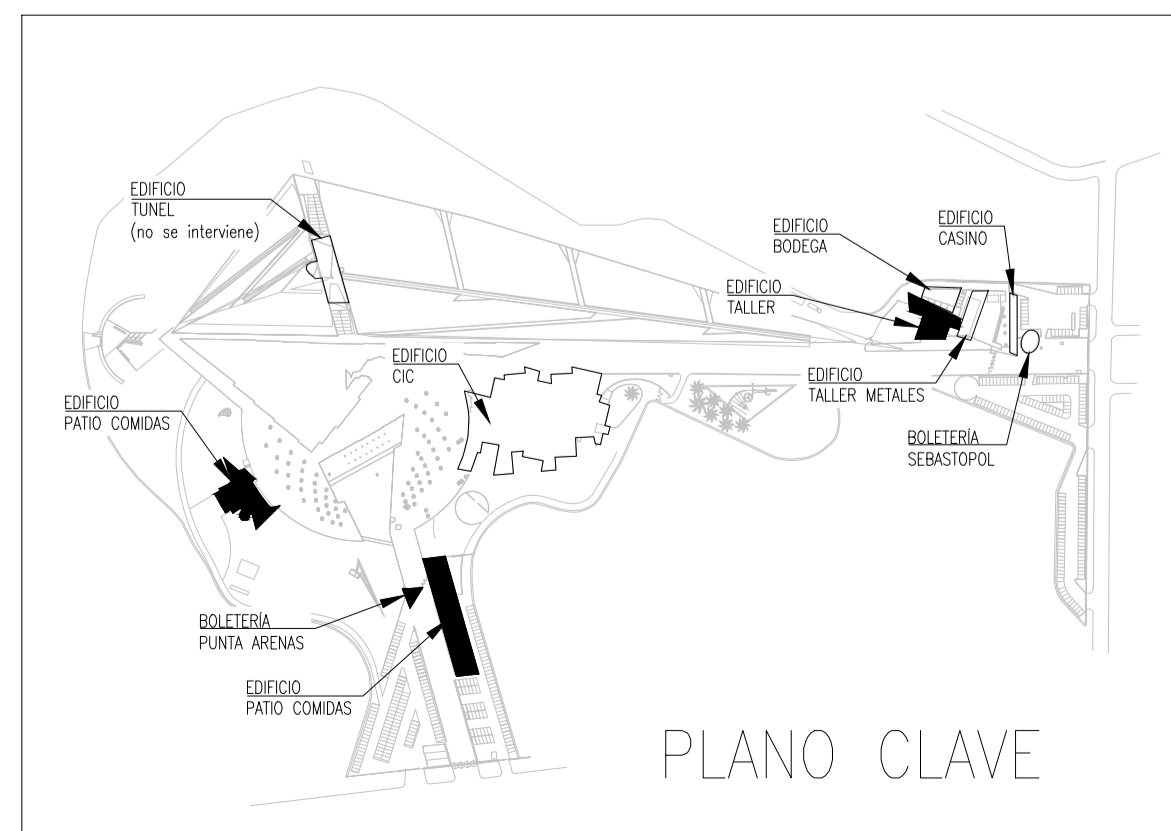 EDIFICIO
TUNEL
(no se interviene)
EDIFICIO
BODEGA
EDIFICIO
CASINO
EDIFICIO
TALLER
EDIFICIO
CIC
EDIFICIO
TALLER METALES
EDIFICIO
PATIO COMIDAS
BOLETERÍA
SEBASTOPOL
BOLETERÍA
PUNTA ARENAS
EDIFICIO
PATIO COMIDAS
PLANO CLAVE